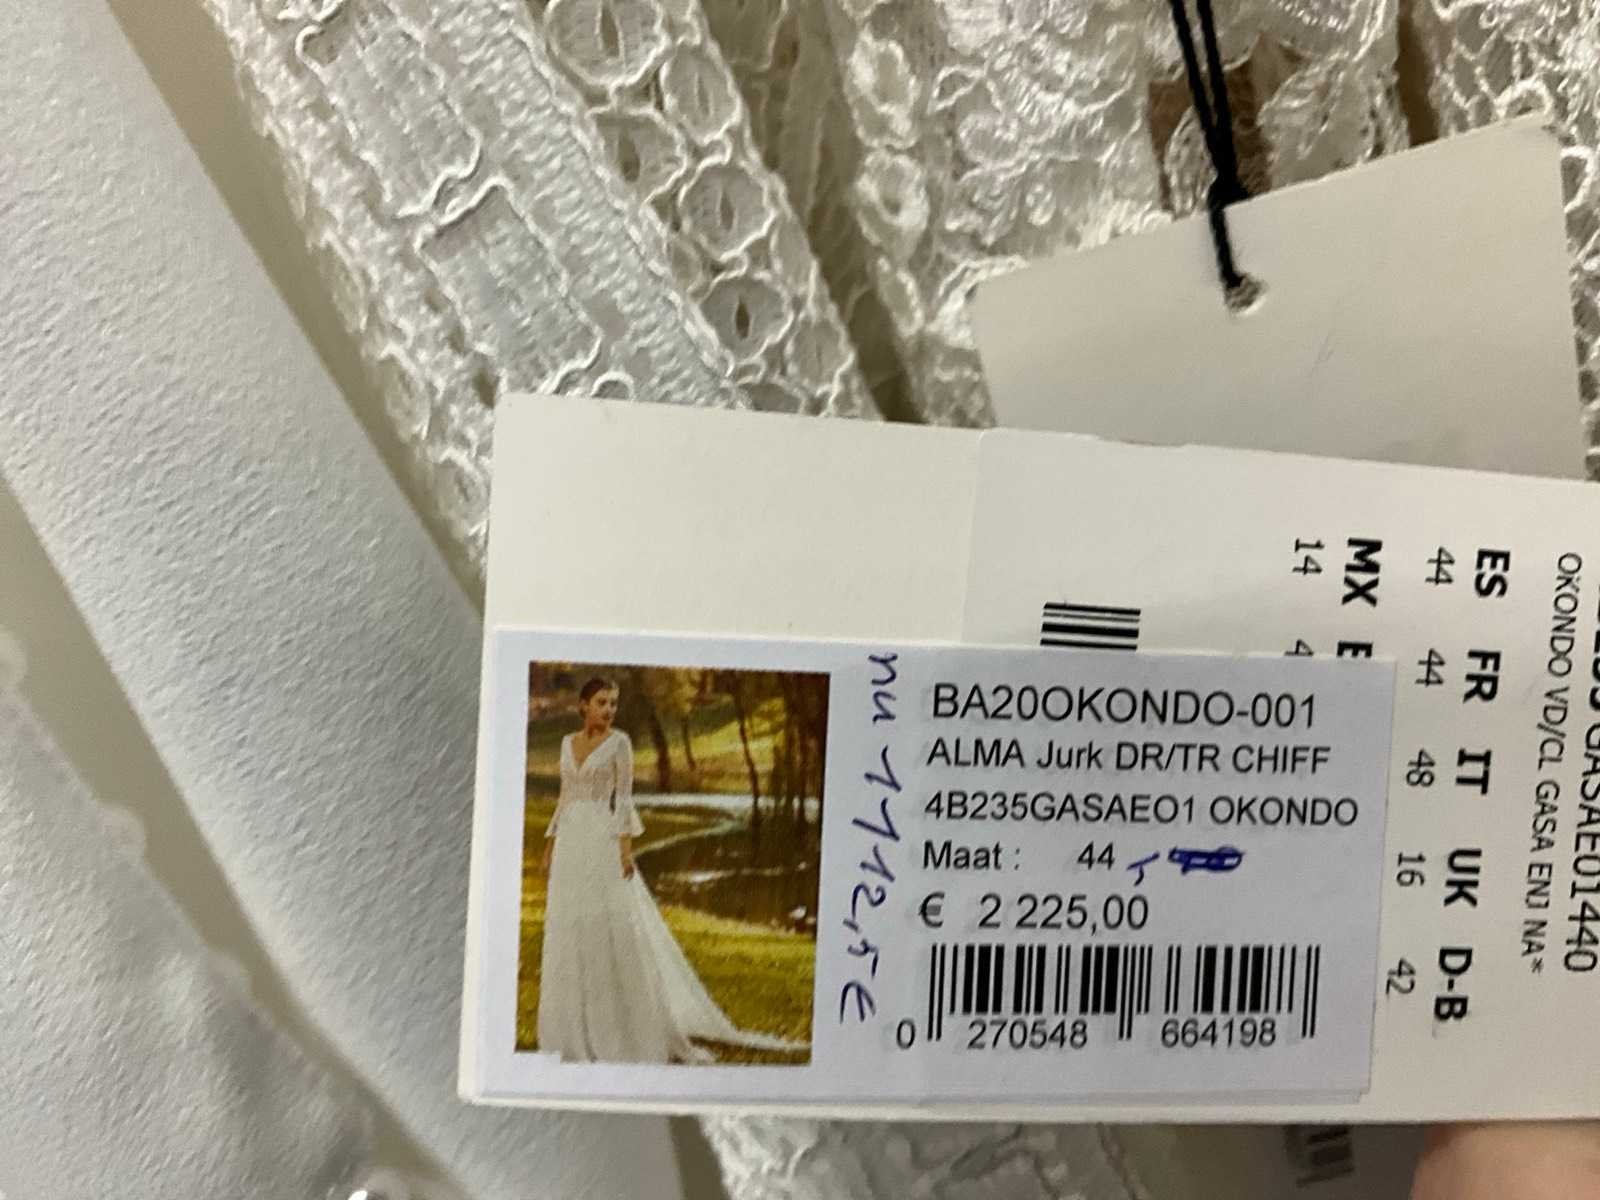 BA20OKONDO-001
ALMA Jurk DR/TR CHIFF
4B235GASAEO1 OKONDO
Maat : 44
€ 2 225,00
0 270548 664198
nu 1112,5 €
OKONDO VD/CL GASA ENJ NA*
ES FR IT UK D-B
44 44 48 16 42
MX
14